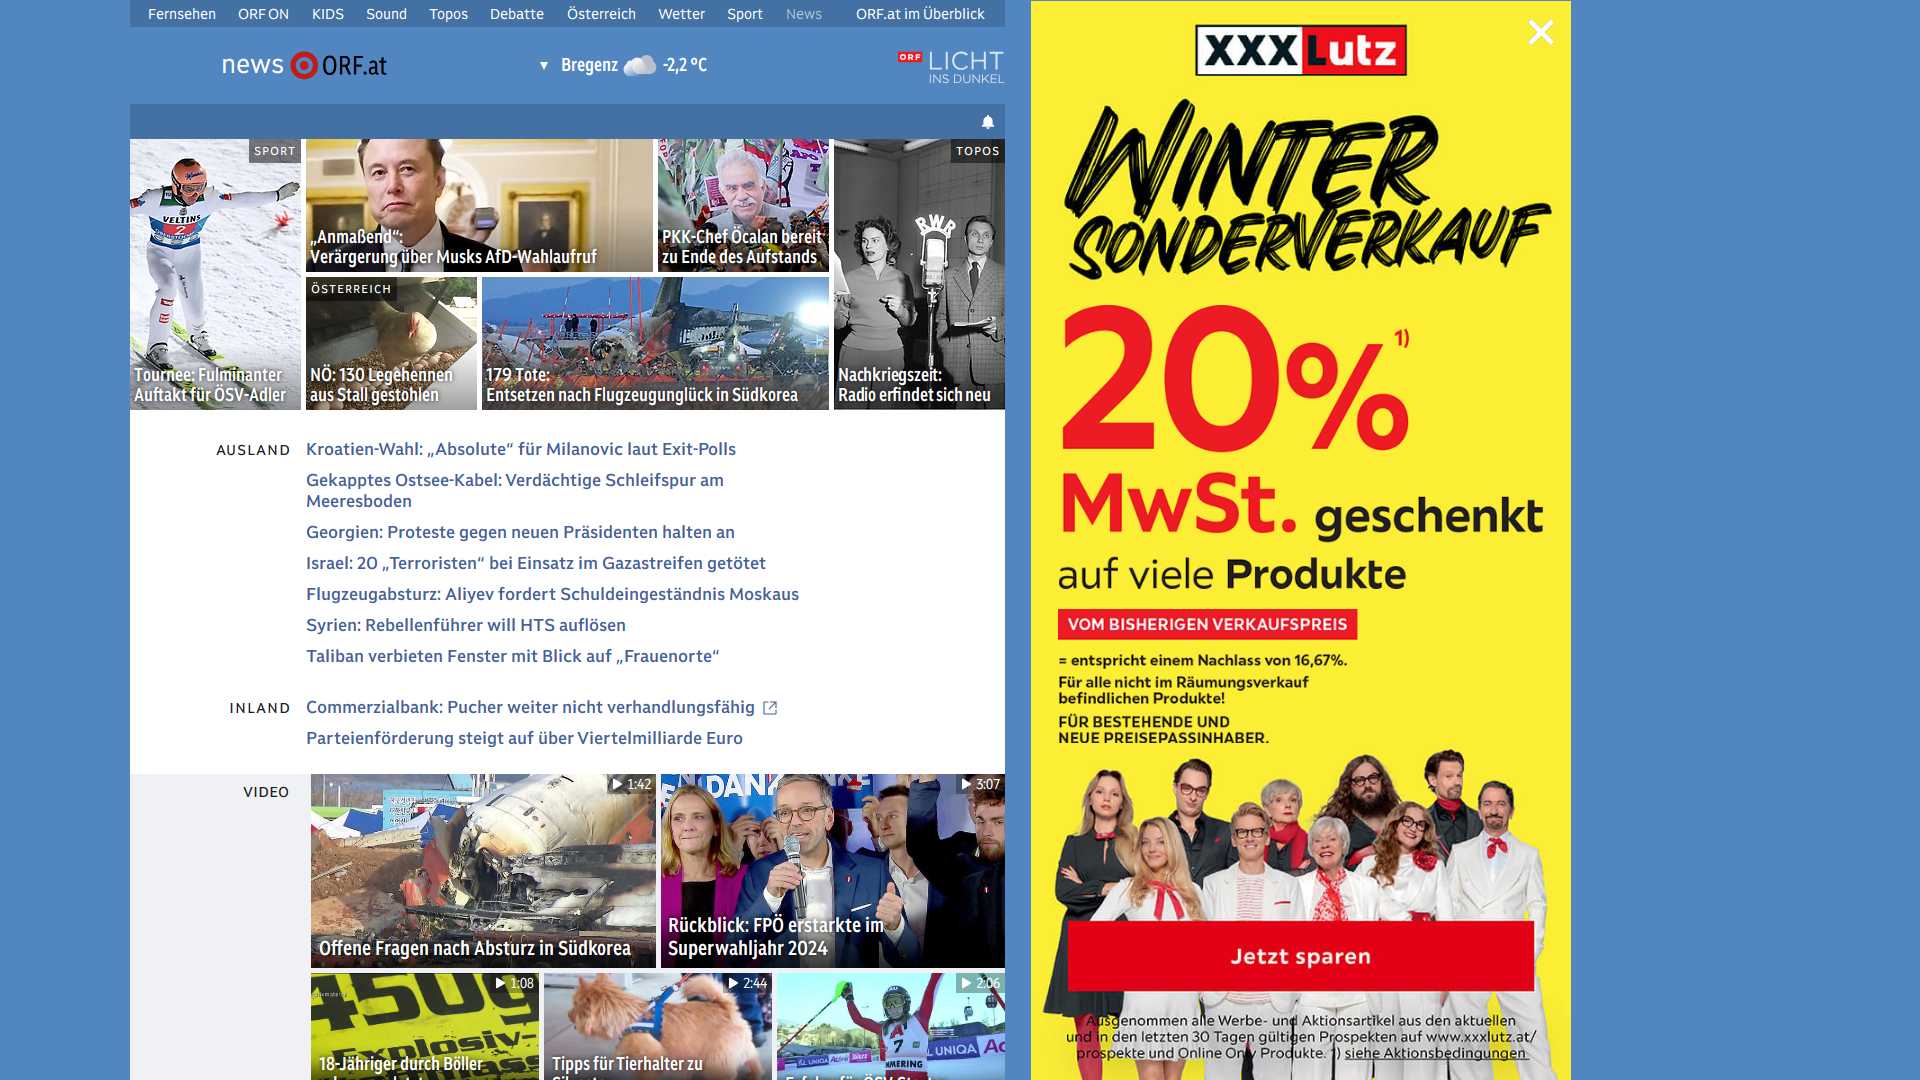 Fernsehen ORF ON KIDS Sound Topos Debatte Österreich Wetter Sport News ORF.at im Überblick
news ORF.at
Bregenz -2,2 °C
ORF LICHT
INS DUNKEL
SPORT
VELTINS
2
Tournee: Fulminanter
Auftakt für ÖSV-Adler
„Anmaßend“:
Verärgerung über Musks AfD-Wahlaufruf
PKK-Chef Öcalan bereit
zu Ende des Aufstands
TOPOS
RWR
Nachkriegszeit:
Radio erfindet sich neu
ÖSTERREICH
NÖ: 130 Legehennen
aus Stall gestohlen
179 Tote:
Entsetzen nach Flugzeugunglück in Südkorea
AUSLAND
Kroatien-Wahl: „Absolute“ für Milanovic laut Exit-Polls
Gekapptes Ostsee-Kabel: Verdächtige Schleifspur am
Meeresboden
Georgien: Proteste gegen neuen Präsidenten halten an
Israel: 20 „Terroristen“ bei Einsatz im Gazastreifen getötet
Flugzeugabsturz: Aliyev fordert Schuldeingeständnis Moskaus
Syrien: Rebellenführer will HTS auflösen
Taliban verbieten Fenster mit Blick auf „Frauenorte“
INLAND
Commerzialbank: Pucher weiter nicht verhandlungsfähig
Parteienförderung steigt auf über Viertelmilliarde Euro
VIDEO
1:42
Offene Fragen nach Absturz in Südkorea
3:07
DANK
Rückblick: FPÖ erstarkte im
Superwahljahr 2024
1:08
450g
Explosiv-
18-Jähriger durch Böller
2:44
Tipps für Tierhalter zu
2:06
7
UNIQA
XXXLutz
WINTER
SONDERVERKAUF
20% 1)
MwSt. geschenkt
auf viele Produkte
VOM BISHERIGEN VERKAUFSPREIS
= entspricht einem Nachlass von 16,67%.
Für alle nicht im Räumungsverkauf
befindlichen Produkte!
FÜR BESTEHENDE UND
NEUE PREISEPASSINHABER.
Jetzt sparen
Ausgenommen alle Werbe- und Aktionsartikel aus den aktuellen
und in den letzten 30 Tagen gültigen Prospekten auf www.xxxlutz.at/
prospekte und Online Only Produkte. 1) siehe Aktionsbedingungen